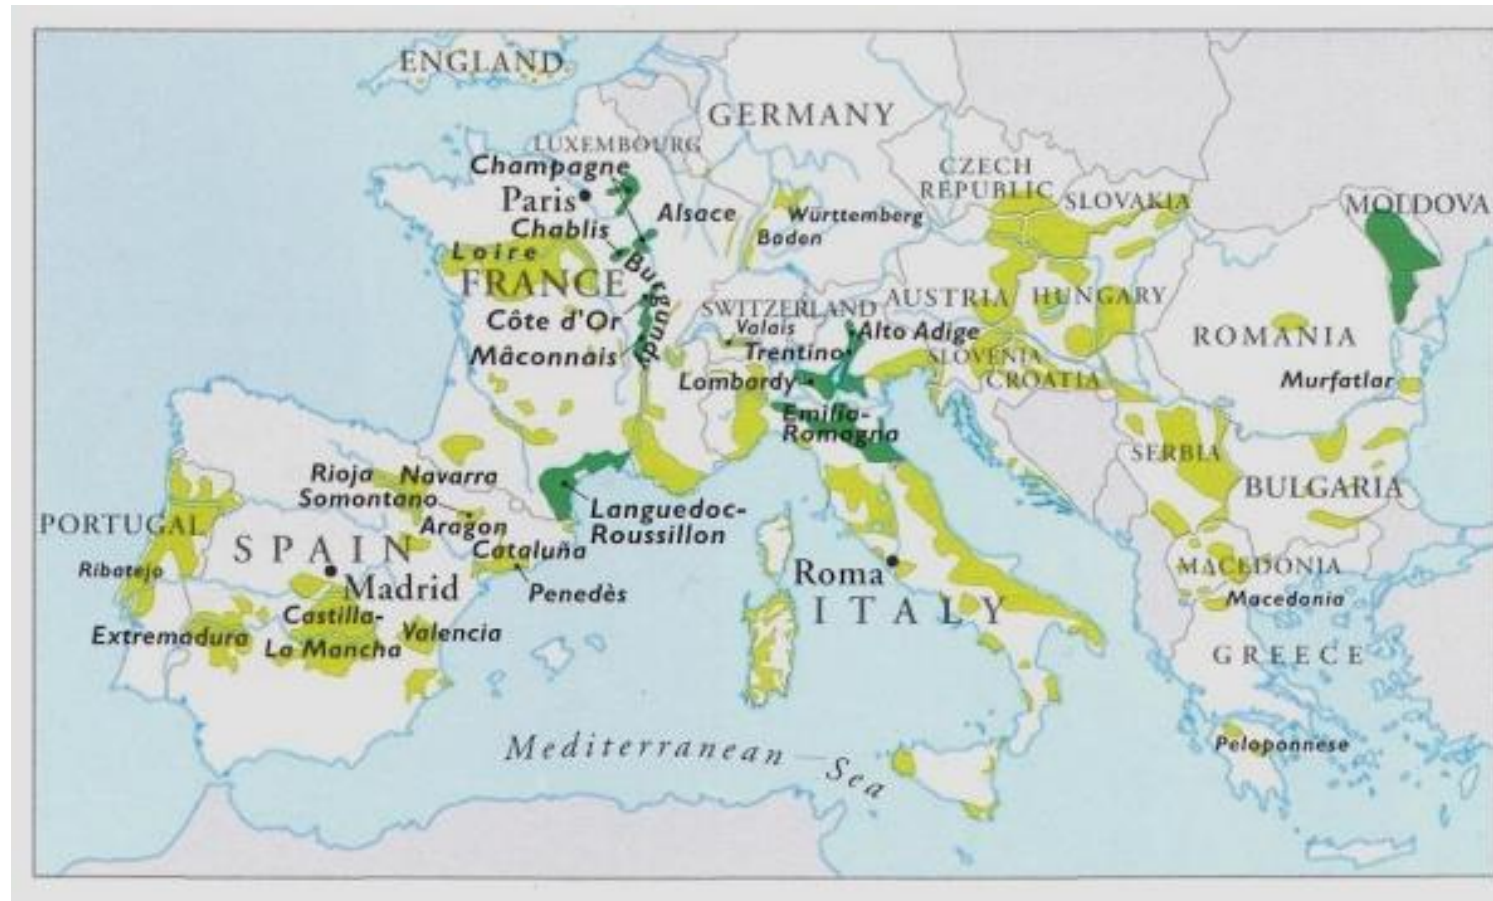 ENGLAND
GERMANY
LUXEMBOURG
Champagne
CZECH
REPUBLIC
SLOVAKIA
Paris
MOLDOVA
Alsace
Württemberg
Chablis
Baden
Loire
Burgundy
FRANCE
SWITZERLAND
AUSTRIA
HUNGARY
Côte d'Or
Valais
Alto Adige
ROMANIA
Mâconnais
Trentino
SLOVENIA
Lombardy
CROATIA
Murfatlar
Emilia-
Romagna
SERBIA
Rioja
Navarra
BULGARIA
Somontano
Languedoc-
Roussillon
PORTUGAL
Aragon
SPAIN
Cataluña
Ribatejo
Madrid
Roma
MACEDONIA
Penedès
Macedonia
Castilla-
La Mancha
ITALY
Extremadura
Valencia
GREECE
Mediterranean Sea
Peloponnese